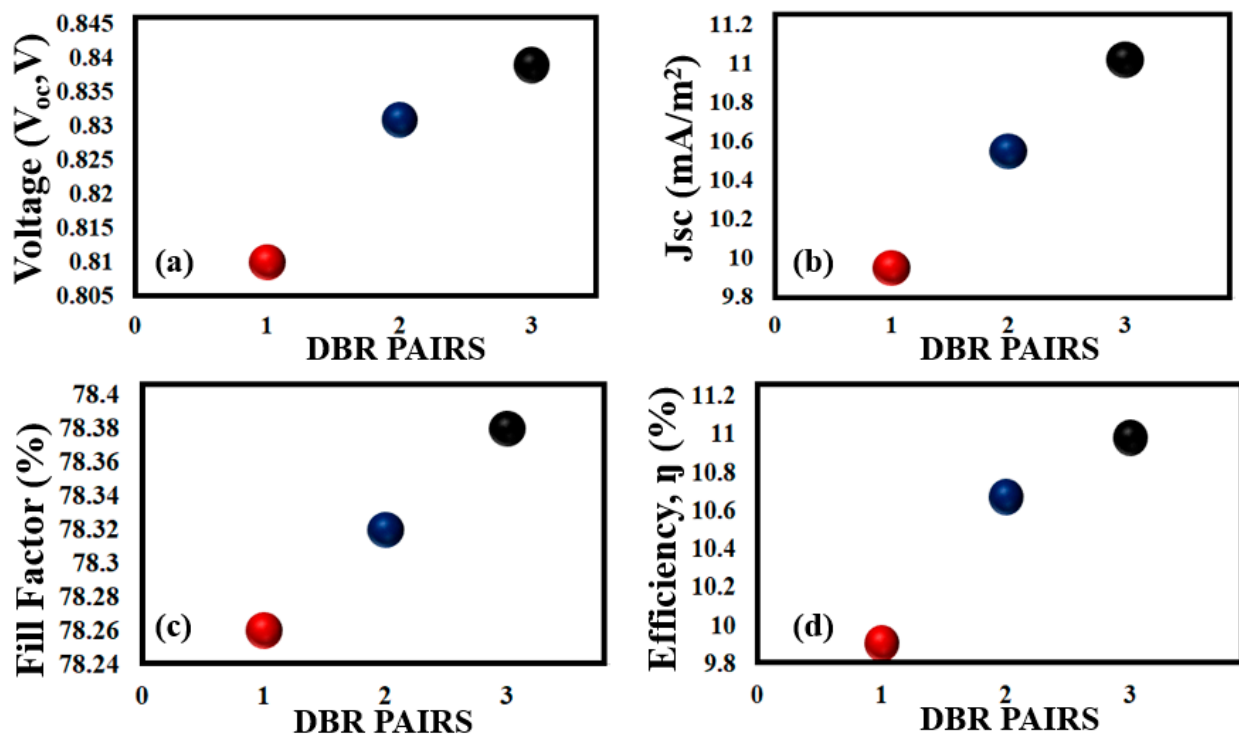 Voltage (Voc, V)
0.845
0.84
0.835
0.83
0.825
0.82
0.815
0.81
0.805
(a)
0 1 2 3
DBR PAIRS
Jsc (mA/m²)
11.2
11
10.8
10.6
10.4
10.2
10
9.8
(b)
0 1 2 3
DBR PAIRS
Fill Factor (%)
78.4
78.38
78.36
78.34
78.32
78.3
78.28
78.26
78.24
(c)
0 1 2 3
DBR PAIRS
Efficiency, ŋ (%)
11.2
11
10.8
10.6
10.4
10.2
10
9.8
(d)
0 1 2 3
DBR PAIRS